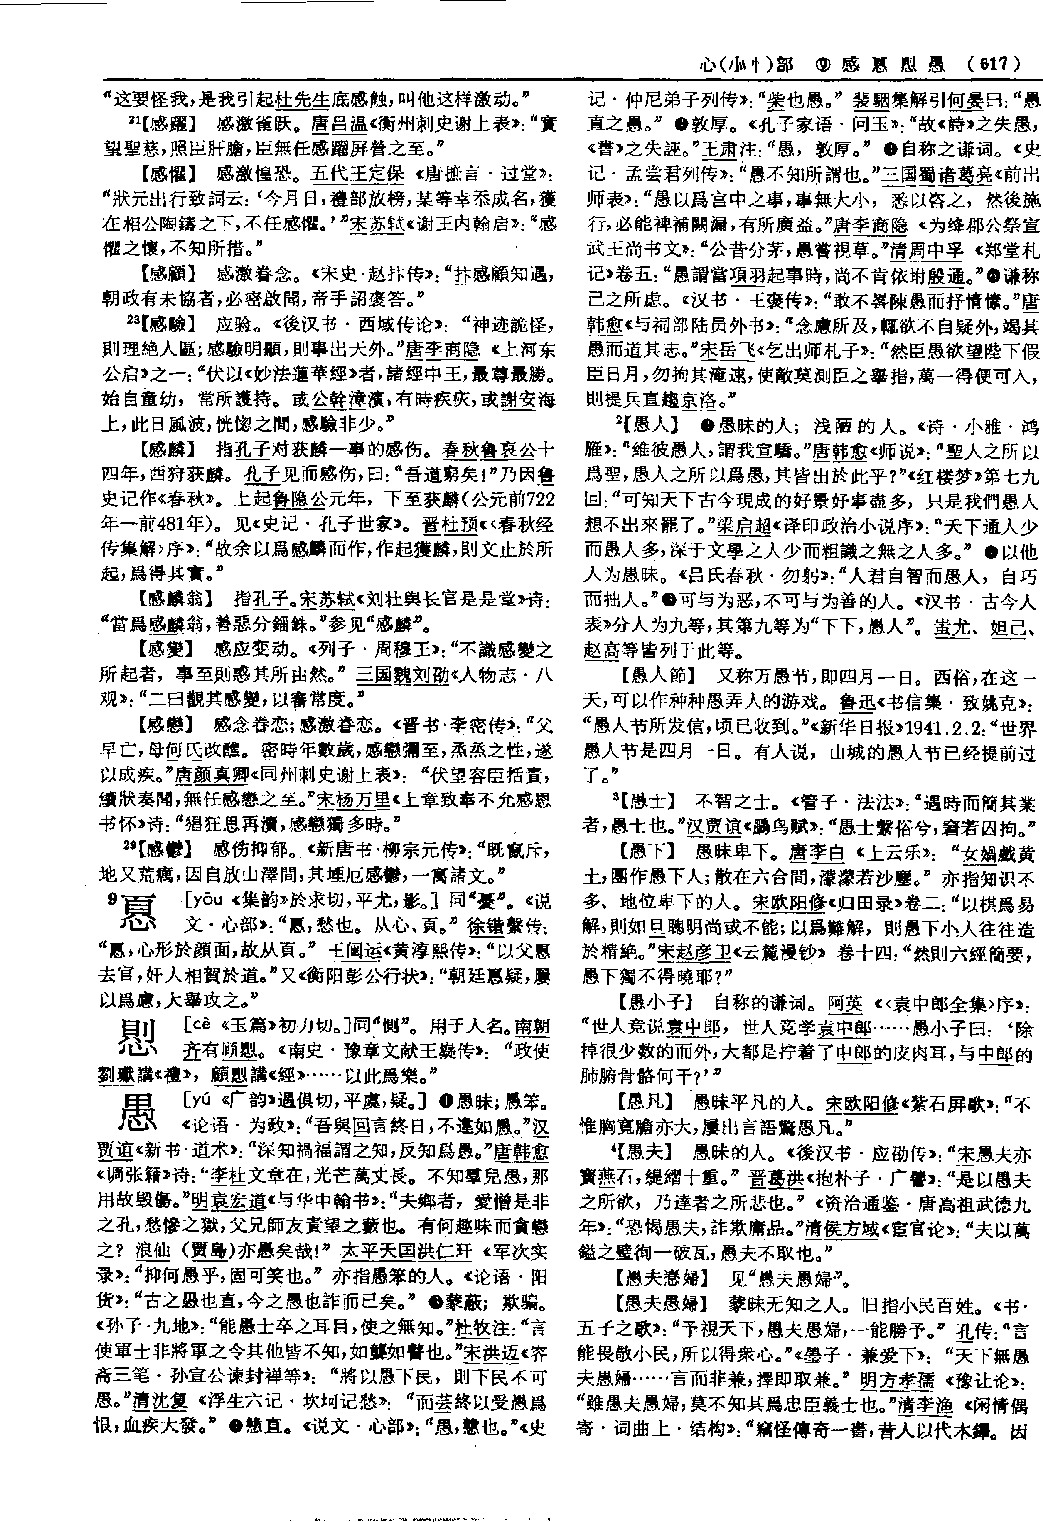 心(小忄)部 ⑨ 感惪惻愚 (617)
“这要怪我,是我引起杜先生底感触,叫他这样激动。”
21【感躍】 感激雀跃。唐吕温《衡州刺史谢上表》:“實
望聖慈,照臣肝膽,臣無任感躍屏營之至。”
【感懼】 感激惶恐。五代王定保《唐摭言·过堂》:
“狀元出行致詞云:‘今月日,禮部放榜,某等幸忝成名,獲
在相公陶鑄之下,不任感懼。’”宋苏轼《谢王内翰启》:“感
懼之懷,不知所措。”
【感顧】 感激眷念。《宋史·赵抃传》:“抃感顧知遇,
朝政有未協者,必密啟聞,帝手詔褒答。”
23【感驗】 应验。《後汉书·西域传论》:“神迹詭怪,
則理絶人區;感驗明顯,則事出天外。”唐李商隐《上河东
公启》之一:“伏以《妙法蓮華經》者,諸經中王,最尊最勝。
始自童幼,常所護持。或公幹漳濱,有時疾疢,或謝安海
上,此日風波,恍惚之間,感驗非少。”
【感麟】 指孔子对获麟一事的感伤。春秋鲁哀公十
四年,西狩获麟。孔子见而感伤,曰:“吾道窮矣!”乃因鲁
史记作《春秋》。上起鲁隐公元年,下至获麟(公元前722
年—前481年)。见《史记·孔子世家》。晋杜预《〈春秋经
传集解〉序》:“故余以爲感麟而作,作起獲麟,則文止於所
起,爲得其實。”
【感麟翁】 指孔子。宋苏轼《刘壮舆长官是是堂》诗:
“當爲感麟翁,善惡分錙銖。”参见“感麟”。
【感變】 感应变动。《列子·周穆王》:“不識感變之
所起者,事至則惑其所由然。”三国魏刘劭《人物志·八
观》:“二曰觀其感變,以審常度。”
【感戀】 感念眷恋;感激眷恋。《晋书·李密传》:“父
早亡,母何氏改醮。密時年數歲,感戀彌至,烝烝之性,遂
以成疾。”唐颜真卿《同州刺史谢上表》:“伏望容臣括責,
續狀奏聞,無任感戀之至。”宋杨万里《上章致奉不允感恩
书怀》诗:“猖狂思再瀆,感戀獨多時。”
29【感鬱】 感伤抑郁。《新唐书·柳宗元传》:“既竄斥,
地又荒癘,因自放山澤間,其堙厄感鬱,一寓諸文。”
9惪 [yōu 《集韵》於求切,平尤,影。]同“憂”。《说
文·心部》:“惪,愁也。从心、頁。”徐锴繫传:
“惪,心形於顔面,故从頁。”王闿运《黄淳熙传》:“以父惪
去官,奸人相賀於道。”又《衡阳彭公行状》:“朝廷惪疑,屢
以爲慮,大舉攻之。”
惻 [cè 《玉篇》初力切。]同“惻”。用于人名。南朝
齐有顾惻。《南史·豫章文献王嶷传》:“政使
劉瓛講《禮》,顧惻講《經》……以此爲樂。”
愚 [yú 《广韵》遇俱切,平虞,疑。]❶愚昧;愚笨。
《论语·为政》:“吾與回言終日,不違如愚。”汉
贾谊《新书·道术》:“深知禍福謂之知,反知爲愚。”唐韩愈
《调张籍》诗:“李杜文章在,光芒萬丈長。不知羣兒愚,那
用故毀傷。”明袁宏道《与华中翰书》:“夫鄉者,愛憎是非
之孔,愁慘之獄,父兄師友責望之藪也。有何趣味而貪戀
之?浪仙(贾島)亦愚矣哉!”太平天国洪仁玕《军次实
录》:“抑何愚乎,固可笑也。”亦指愚笨的人。《论语·阳
货》:“古之愚也直,今之愚也詐而已矣。”❷蒙蔽;欺骗。
《孙子·九地》:“能愚士卒之耳目,使之無知。”杜牧注:“言
使軍士非將軍之令其他皆不知,如聾如瞽也。”宋洪迈《容
斋三笔·孙宣公谏封禅等》:“將以愚下民,則下民不可
愚。”清沈复《浮生六记·坎坷记愁》:“而芸終以受愚爲
恨,血疾大發。”❸戆直。《说文·心部》:“愚,戇也。”《史
记·仲尼弟子列传》:“柴也愚。”裴駰集解引何晏曰:“愚
直之愚。”❹敦厚。《孔子家语·问玉》:“故《詩》之失愚,
《書》之失誣。”王肃注:“愚,敦厚。”❺自称之谦词。《史
记·孟尝君列传》:“愚不知所謂也。”三国蜀诸葛亮《前出
师表》:“愚以爲宫中之事,事無大小,悉以咨之,然後施
行,必能裨補闕漏,有所廣益。”唐李商隐《为绛郡公祭宣
武王尚书文》:“公昔分茅,愚嘗視草。”清周中孚《郑堂札
记》卷五:“愚謂當項羽起事時,尚不肯依坿殷通。”❻谦称
己之所虑。《汉书·王褒传》:“敢不畧陳愚而抒情愫。”唐
韩愈《与祠部陆员外书》:“念慮所及,輒欲不自疑外,竭其
愚而道其志。”宋岳飞《乞出师札子》:“然臣愚欲望陛下假
臣日月,勿拘其淹速,使敵莫測臣之舉措,萬一得便可入,
則提兵直趨京洛。”
2【愚人】 ❶愚昧的人;浅陋的人。《诗·小雅·鸿
雁》:“維彼愚人,謂我宣驕。”唐韩愈《师说》:“聖人之所以
爲聖,愚人之所以爲愚,其皆出於此乎?”《红楼梦》第七九
回:“可知天下古今現成的好景好事盡多,只是我們愚人
想不出來罷了。”梁启超《译印政治小说序》:“天下通人少
而愚人多,深于文學之人少而粗識之無之人多。”❷以他
人为愚昧。《吕氏春秋·勿躬》:“人君自智而愚人,自巧
而拙人。”❸可与为恶,不可与为善的人。《汉书·古今人
表》分人为九等,其第九等为“下下,愚人”。蚩尤、妲己、
赵高等皆列于此等。
【愚人節】 又称万愚节,即四月一日。西俗,在这一
天,可以作种种愚弄人的游戏。鲁迅《书信集·致姚克》:
“愚人节所发信,顷已收到。”《新华日报》1941.2.2:“世界
愚人节是四月一日。有人说,山城的愚人节已经提前过
了。”
3【愚士】 不智之士。《管子·法法》:“遇時而簡其業
者,愚士也。”汉贾谊《鵩鸟赋》:“愚士繫俗兮,窘若囚拘。”
【愚下】 愚昧卑下。唐李白《上云乐》:“女媧戲黄
土,團作愚下人;散在六合間,濛濛若沙塵。”亦指知识不
多、地位卑下的人。宋欧阳修《归田录》卷二:“以棋爲易
解,則如旦聰明尚或不能;以爲難解,則愚下小人往往造
於精絶。”宋赵彦卫《云麓漫钞》卷十四:“然則六經簡要,
愚下獨不得曉耶?”
【愚小子】 自称的谦词。阿英《〈袁中郎全集〉序》:
“世人竞说袁中郎,世人竞学袁中郎……愚小子曰:‘除
掉很少数的而外,大都是拧着了中郎的皮肉耳,与中郎的
肺腑骨骼何干?’”
【愚凡】 愚昧平凡的人。宋欧阳修《紫石屏歌》:“不
惟胸寬膽亦大,屢出言語驚愚凡。”
4【愚夫】 愚昧的人。《後汉书·应劭传》:“宋愚夫亦
寶燕石,緹緼十重。”晋葛洪《抱朴子·广譬》:“是以愚夫
之所欲,乃達者之所悲也。”《资治通鉴·唐高祖武德九
年》:“恐惕愚夫,詐欺庸品。”清侯方域《宦官论》:“夫以萬
鎰之璧徇一破瓦,愚夫不取也。”
【愚夫惷婦】 见“愚夫愚婦”。
【愚夫愚婦】 蒙昧无知之人。旧指小民百姓。《书·
五子之歌》:“予視天下,愚夫愚婦,一能勝予。”孔传:“言
能畏敬小民,所以得衆心。”《墨子·兼爱下》:“天下無愚
夫愚婦……言而非兼,擇即取兼。”明方孝孺《豫让论》:
“雖愚夫愚婦,莫不知其爲忠臣義士也。”清李渔《闲情偶
寄·词曲上·结构》:“竊怪傳奇一書,昔人以代木鐸。因